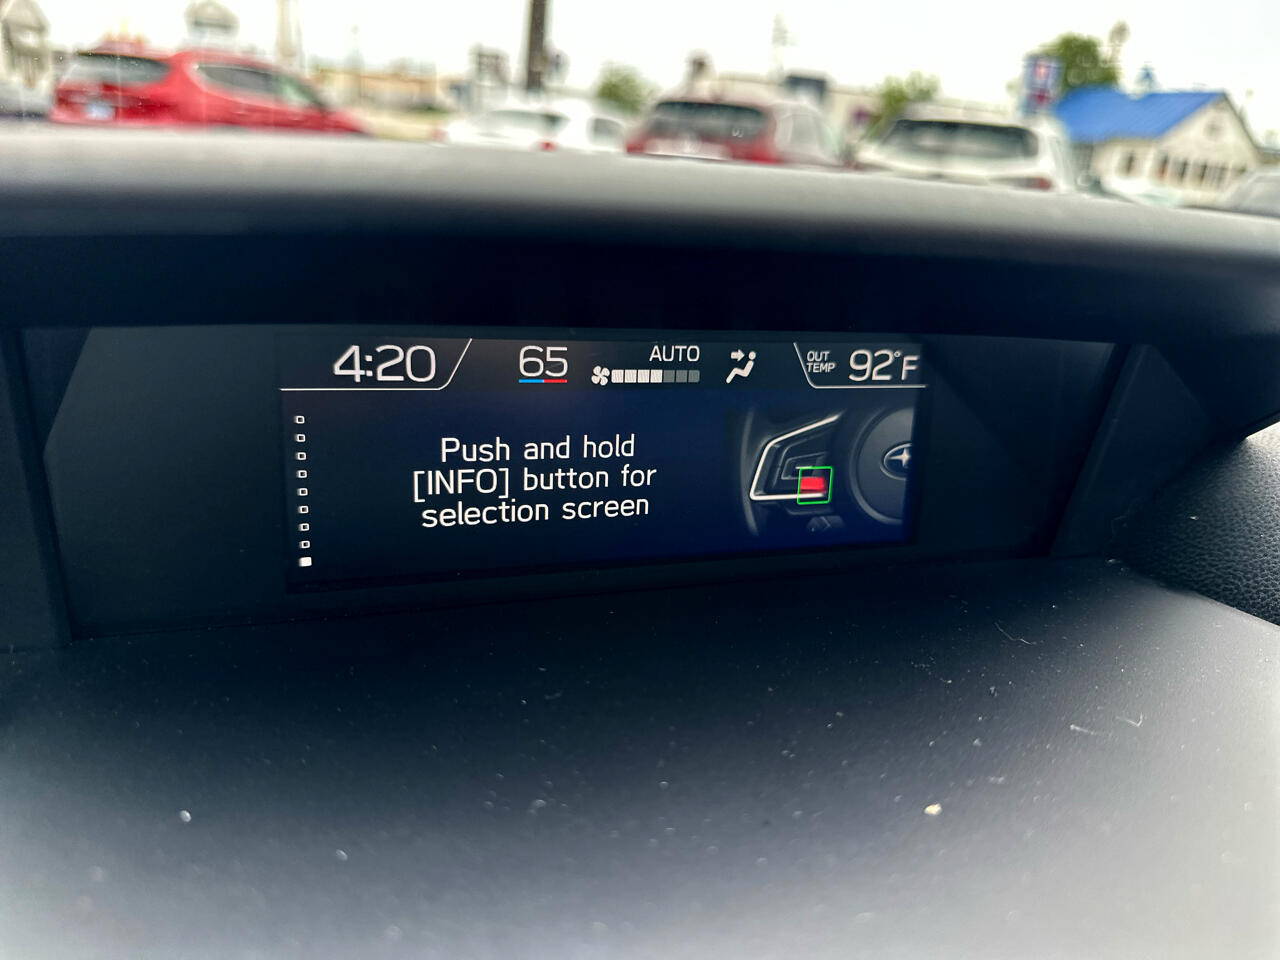 4:20
65
AUTO
OUT
TEMP
92°F
Push and hold
[INFO] button for
selection screen